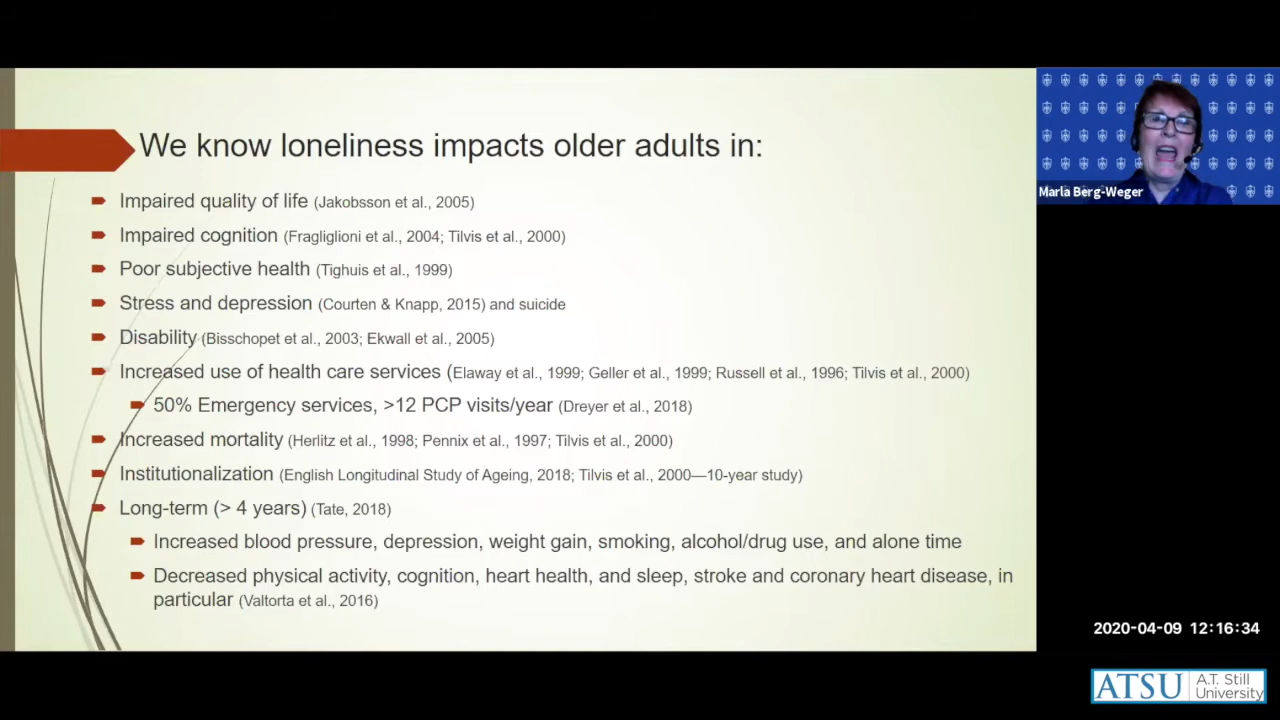 We know loneliness impacts older adults in:
Impaired quality of life (Jakobsson et al., 2005)
Impaired cognition (Fragliglioni et al., 2004; Tilvis et al., 2000)
Poor subjective health (Tighuis et al., 1999)
Stress and depression (Courten & Knapp, 2015) and suicide
Disability (Bisschopet et al., 2003; Ekwall et al., 2005)
Increased use of health care services (Elaway et al., 1999; Geller et al., 1999; Russell et al., 1996; Tilvis et al., 2000)
50% Emergency services, >12 PCP visits/year (Dreyer et al., 2018)
Increased mortality (Herlitz et al., 1998; Pennix et al., 1997; Tilvis et al., 2000)
Institutionalization (English Longitudinal Study of Ageing, 2018; Tilvis et al., 2000—10-year study)
Long-term (> 4 years) (Tate, 2018)
Increased blood pressure, depression, weight gain, smoking, alcohol/drug use, and alone time
Decreased physical activity, cognition, heart health, and sleep, stroke and coronary heart disease, in
particular (Valtorta et al., 2016)
Marla Berg-Weger
2020-04-09 12:16:34
ATSU A.T. Still
University